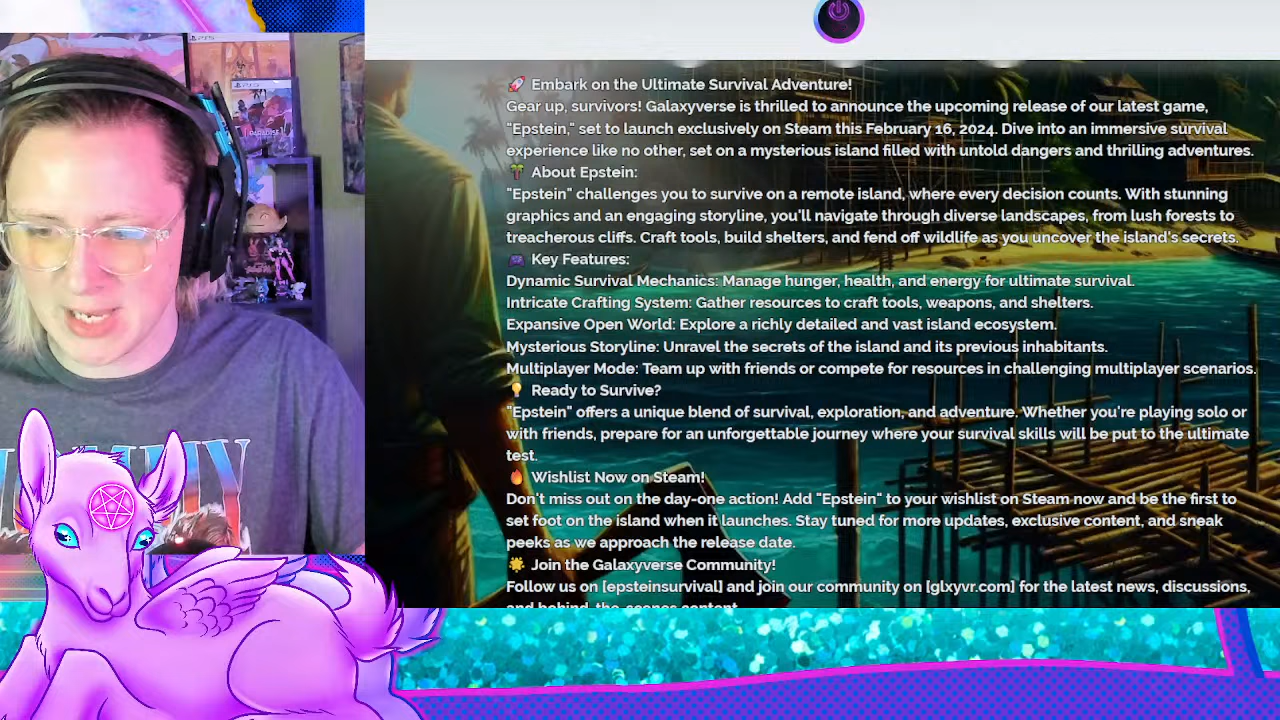 🚀 Embark on the Ultimate Survival Adventure!
Gear up, survivors! Galaxyverse is thrilled to announce the upcoming release of our latest game,
"Epstein," set to launch exclusively on Steam this February 16, 2024. Dive into an immersive survival
experience like no other, set on a mysterious island filled with untold dangers and thrilling adventures.
🌴 About Epstein:
"Epstein" challenges you to survive on a remote island, where every decision counts. With stunning
graphics and an engaging storyline, you'll navigate through diverse landscapes, from lush forests to
treacherous cliffs. Craft tools, build shelters, and fend off wildlife as you uncover the island's secrets.
🎮 Key Features:
Dynamic Survival Mechanics: Manage hunger, health, and energy for ultimate survival.
Intricate Crafting System: Gather resources to craft tools, weapons, and shelters.
Expansive Open World: Explore a richly detailed and vast island ecosystem.
Mysterious Storyline: Unravel the secrets of the island and its previous inhabitants.
Multiplayer Mode: Team up with friends or compete for resources in challenging multiplayer scenarios.
💡 Ready to Survive?
"Epstein" offers a unique blend of survival, exploration, and adventure. Whether you're playing solo or
with friends, prepare for an unforgettable journey where your survival skills will be put to the ultimate
test.
🔥 Wishlist Now on Steam!
Don't miss out on the day-one action! Add "Epstein" to your wishlist on Steam now and be the first to
set foot on the island when it launches. Stay tuned for more updates, exclusive content, and sneak
peeks as we approach the release date.
🌟 Join the Galaxyverse Community!
Follow us on [epsteinsurvival] and join our community on [glxyvr.com] for the latest news, discussions,
and behind-the-scenes content